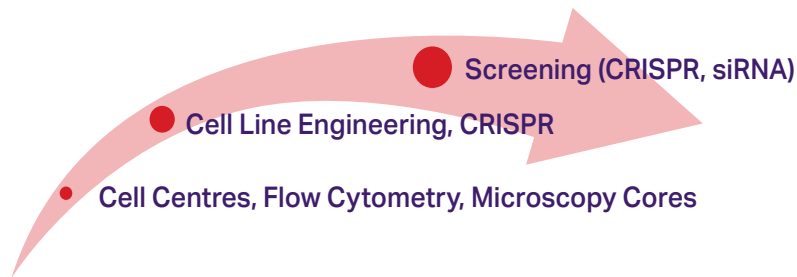 Screening (CRISPR, siRNA)
Cell Line Engineering, CRISPR
Cell Centres, Flow Cytometry, Microscopy Cores